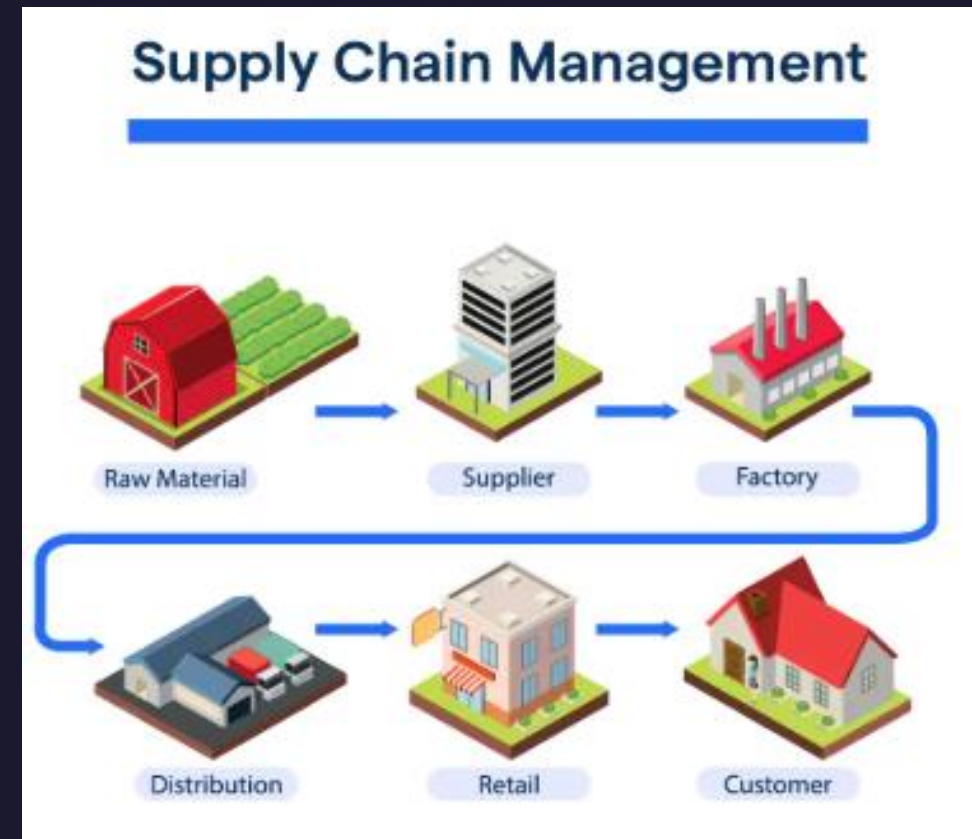 Supply Chain Management
Raw Material
Supplier
Factory
Distribution
Retail
Customer